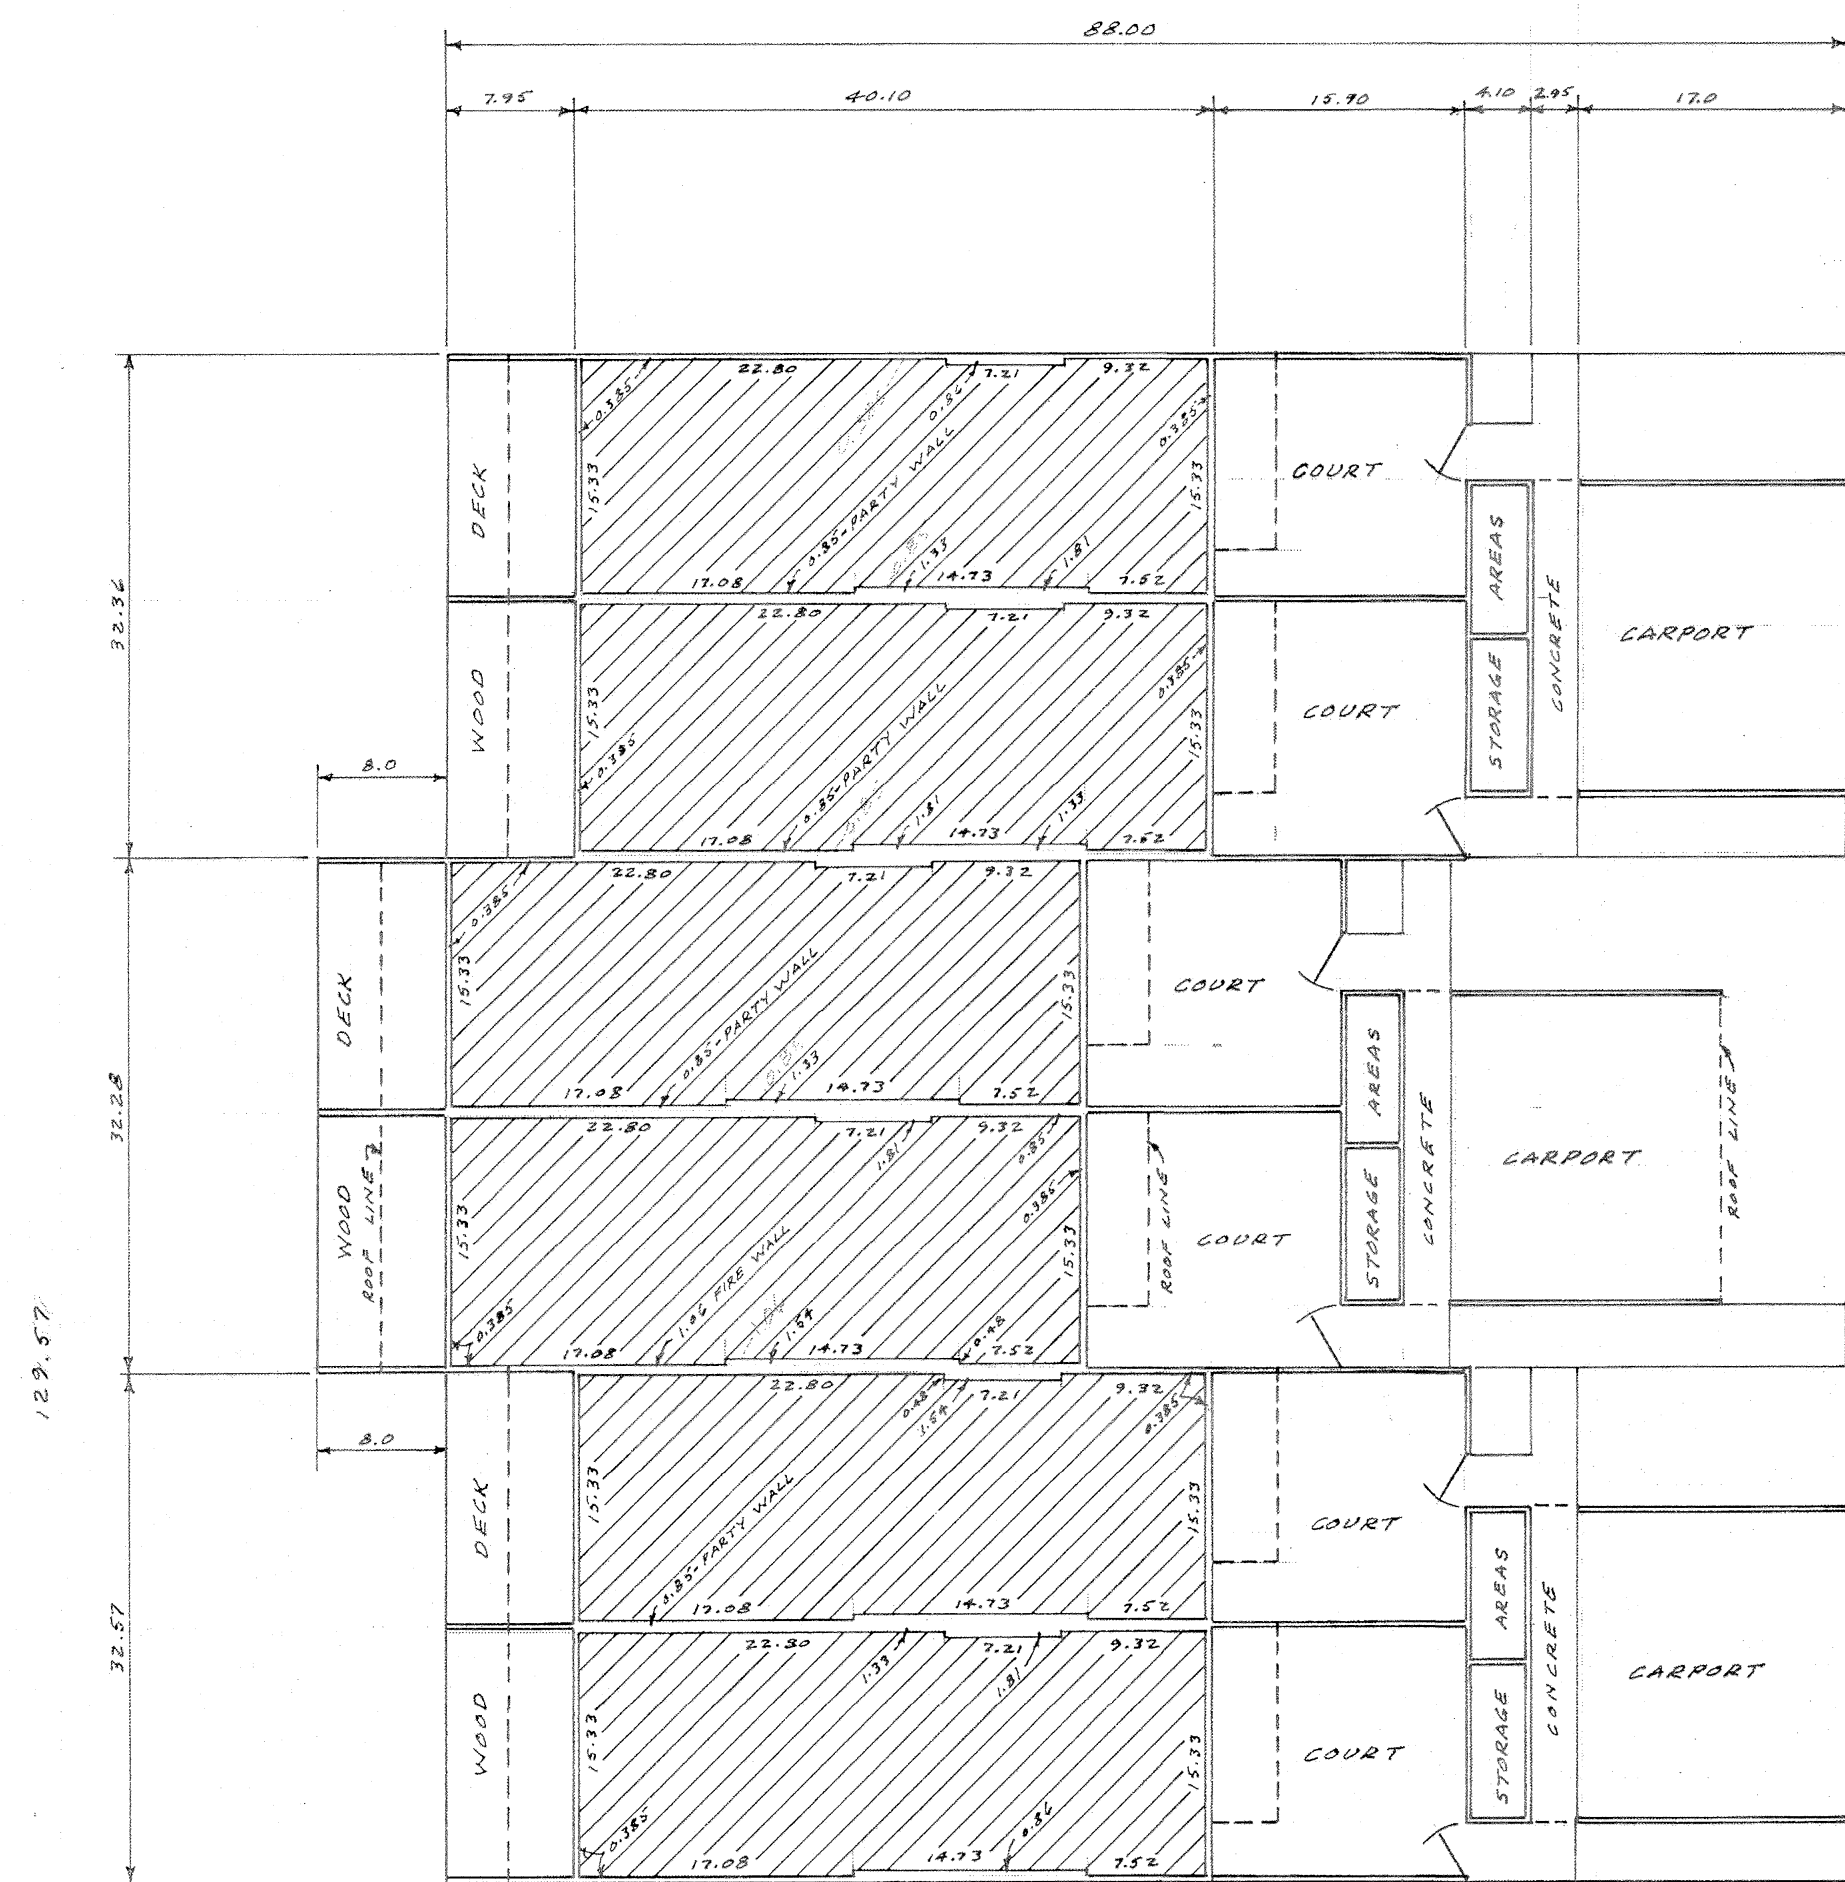 88.00
7.95
40.10
15.90
4.10
2.95
17.0
32.36
32.28
32.57
129.57
8.0
8.0
DECK
0.385
22.80
0.86
7.21
9.32
0.385
15.33
0.85-PARTY WALL
1.33
1.81
15.33
17.08
14.73
7.52
COURT
WOOD
22.80
7.21
9.32
0.385
15.33
0.385
0.85-PARTY WALL
1.81
1.33
15.33
17.08
14.73
7.52
COURT
STORAGE AREAS
CONCRETE
CARPORT
DECK
0.385
22.80
7.21
9.32
15.33
0.85-PARTY WALL
1.33
15.33
17.08
14.73
7.52
COURT
WOOD
ROOF LINE
22.80
7.21
1.81
9.32
0.85
0.385
15.33
0.385
1.06 FIRE WALL
1.54
0.48
15.33
17.08
14.73
7.52
ROOF LINE
COURT
STORAGE AREAS
CONCRETE
CARPORT
ROOF LINE
DECK
22.80
0.48
1.54
7.21
9.32
0.385
15.33
0.85-PARTY WALL
15.33
17.08
14.73
7.52
COURT
WOOD
22.80
1.33
7.21
1.81
9.32
15.33
0.385
0.86
15.33
17.08
14.73
7.52
COURT
STORAGE AREAS
CONCRETE
CARPORT